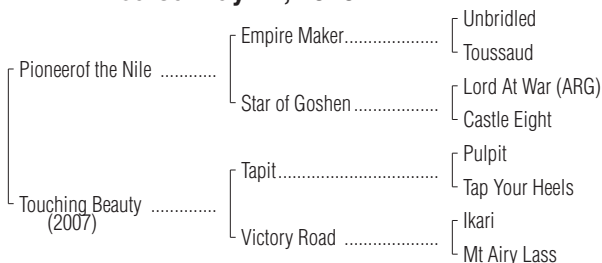 Unbridled
Empire Maker....................
Toussaud
Pioneerof the Nile ............
Lord At War (ARG)
Star of Goshen..................
Castle Eight
Pulpit
Tapit..................................
Tap Your Heels
Touching Beauty ..............
(2007)
Ikari
Victory Road ....................
Mt Airy Lass